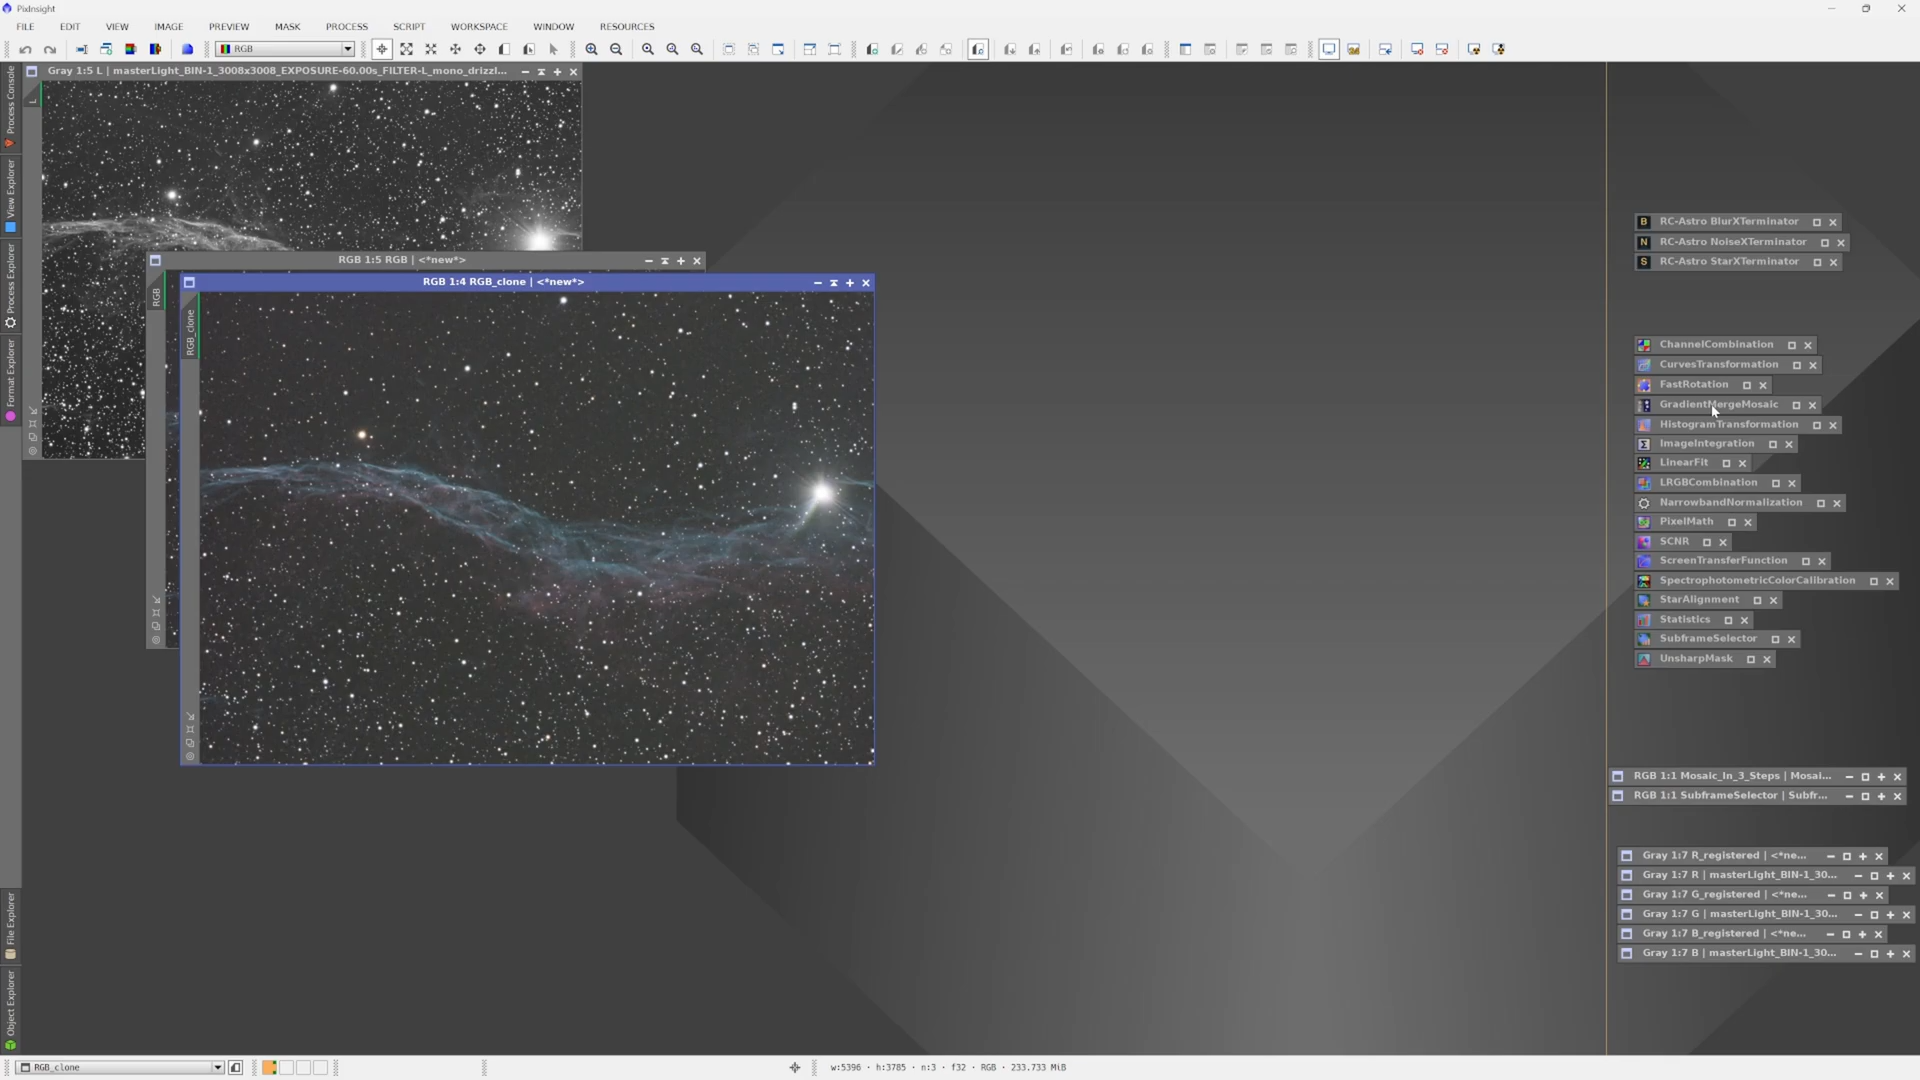 PixInsight
FILE EDIT VIEW IMAGE PREVIEW MASK PROCESS SCRIPT WORKSPACE WINDOW RESOURCES
RGB
Process Console
View Explorer
Process Explorer
Format Explorer
File Explorer
Object Explorer
Gray 1:5 L | masterLight_BIN-1_3008x3008_EXPOSURE-60.00s_FILTER-L_mono_drizzl...
L
RGB 1:5 RGB | <*new*>
RGB
RGB 1:4 RGB_clone | <*new*>
RGB_clone
B RC-Astro BlurXTerminator
N RC-Astro NoiseXTerminator
S RC-Astro StarXTerminator
ChannelCombination
CurvesTransformation
FastRotation
GradientMergeMosaic
HistogramTransformation
ImageIntegration
LinearFit
LRGBCombination
NarrowbandNormalization
PixelMath
SCNR
ScreenTransferFunction
SpectrophotometricColorCalibration
StarAlignment
Statistics
SubframeSelector
UnsharpMask
RGB 1:1 Mosaic_In_3_Steps | Mosai...
RGB 1:1 SubframeSelector | Subfr...
Gray 1:7 R_registered | <*ne...
Gray 1:7 R | masterLight_BIN-1_30...
Gray 1:7 G_registered | <*ne...
Gray 1:7 G | masterLight_BIN-1_30...
Gray 1:7 B_registered | <*ne...
Gray 1:7 B | masterLight_BIN-1_30...
RGB_clone
w:5396 · h:3785 · n:3 · f32 · RGB · 233.733 MiB